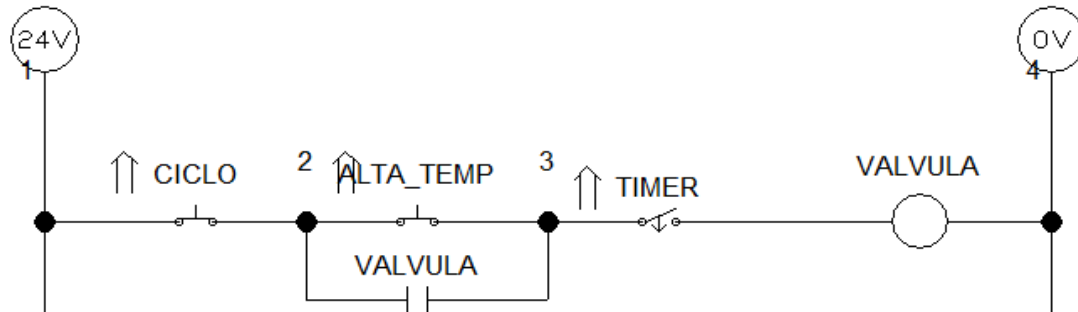 24V
0V
1
4
CICLO
2
ALTA_TEMP
3
TIMER
VALVULA
VALVULA